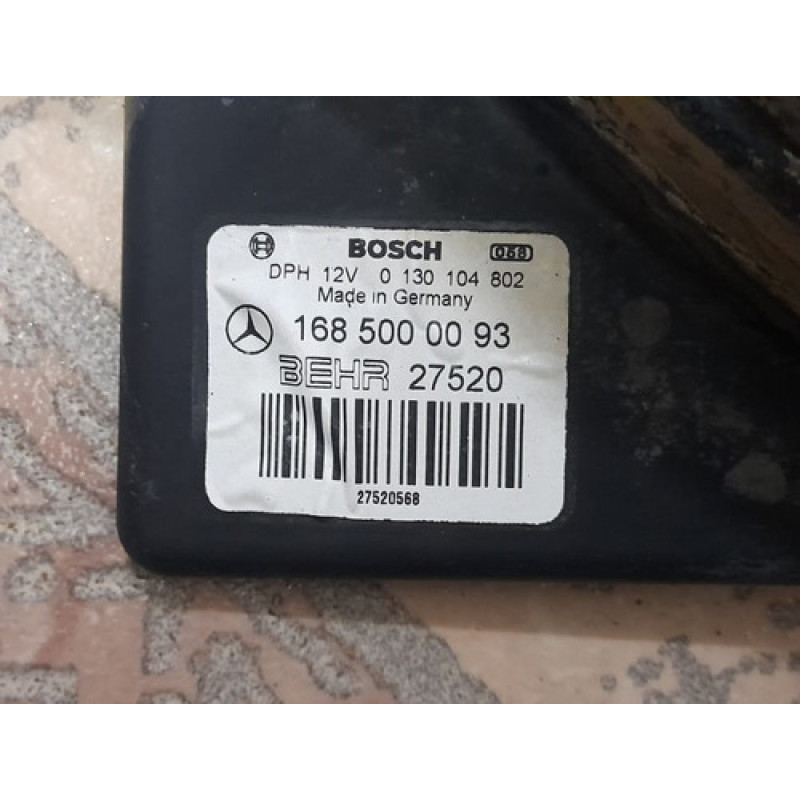 BOSCH 058
DPH 12V 0 130 104 802
Made in Germany
168 500 00 93
BEHR 27520
27520568